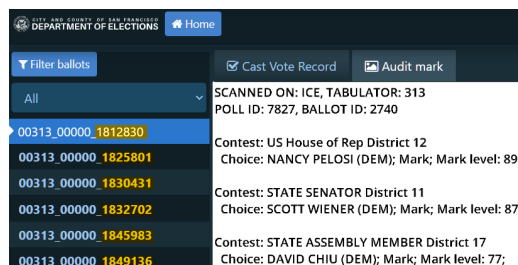 CITY AND COUNTY OF SAN FRANCISCO
DEPARTMENT OF ELECTIONS
Home
Filter ballots
All
00313_00000_1812830
00313_00000_1825801
00313_00000_1830431
00313_00000_1832702
00313_00000_1845983
00313_00000_1849136
Cast Vote Record
Audit mark
SCANNED ON: ICE, TABULATOR: 313
POLL ID: 7827, BALLOT ID: 2740
Contest: US House of Rep District 12
Choice: NANCY PELOSI (DEM); Mark; Mark level: 89
Contest: STATE SENATOR District 11
Choice: SCOTT WIENER (DEM); Mark; Mark level: 87
Contest: STATE ASSEMBLY MEMBER District 17
Choice: DAVID CHIU (DEM); Mark; Mark level: 77;